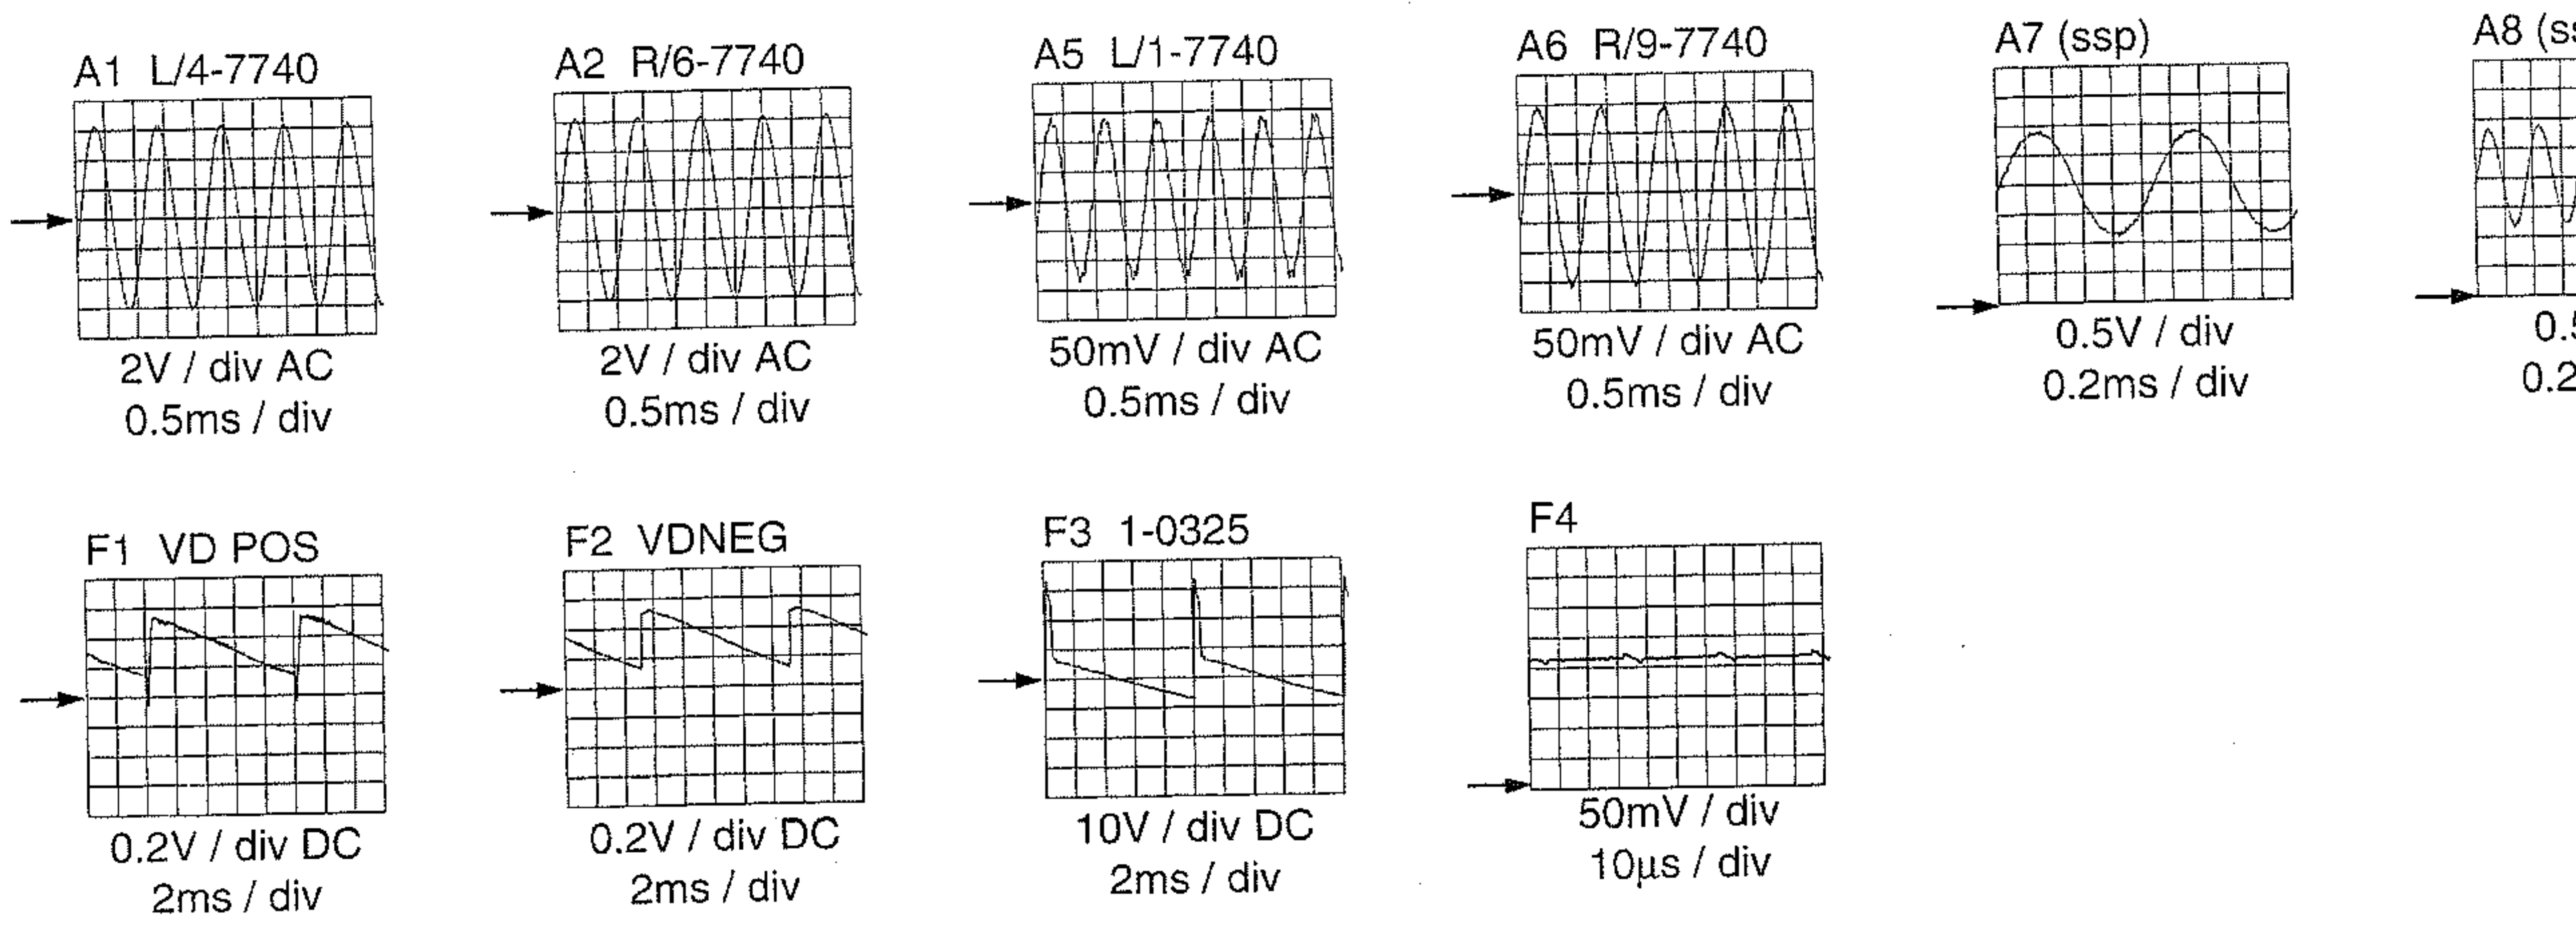 A1 L/4-7740
2V / div AC
0.5ms / div
A2 R/6-7740
2V / div AC
0.5ms / div
A5 L/1-7740
50mV / div AC
0.5ms / div
A6 R/9-7740
50mV / div AC
0.5ms / div
A7 (ssp)
0.5V / div
0.2ms / div
A8
F1 VD POS
0.2V / div DC
2ms / div
F2 VDNEG
0.2V / div DC
2ms / div
F3 1-0325
10V / div DC
2ms / div
F4
50mV / div
10µs / div